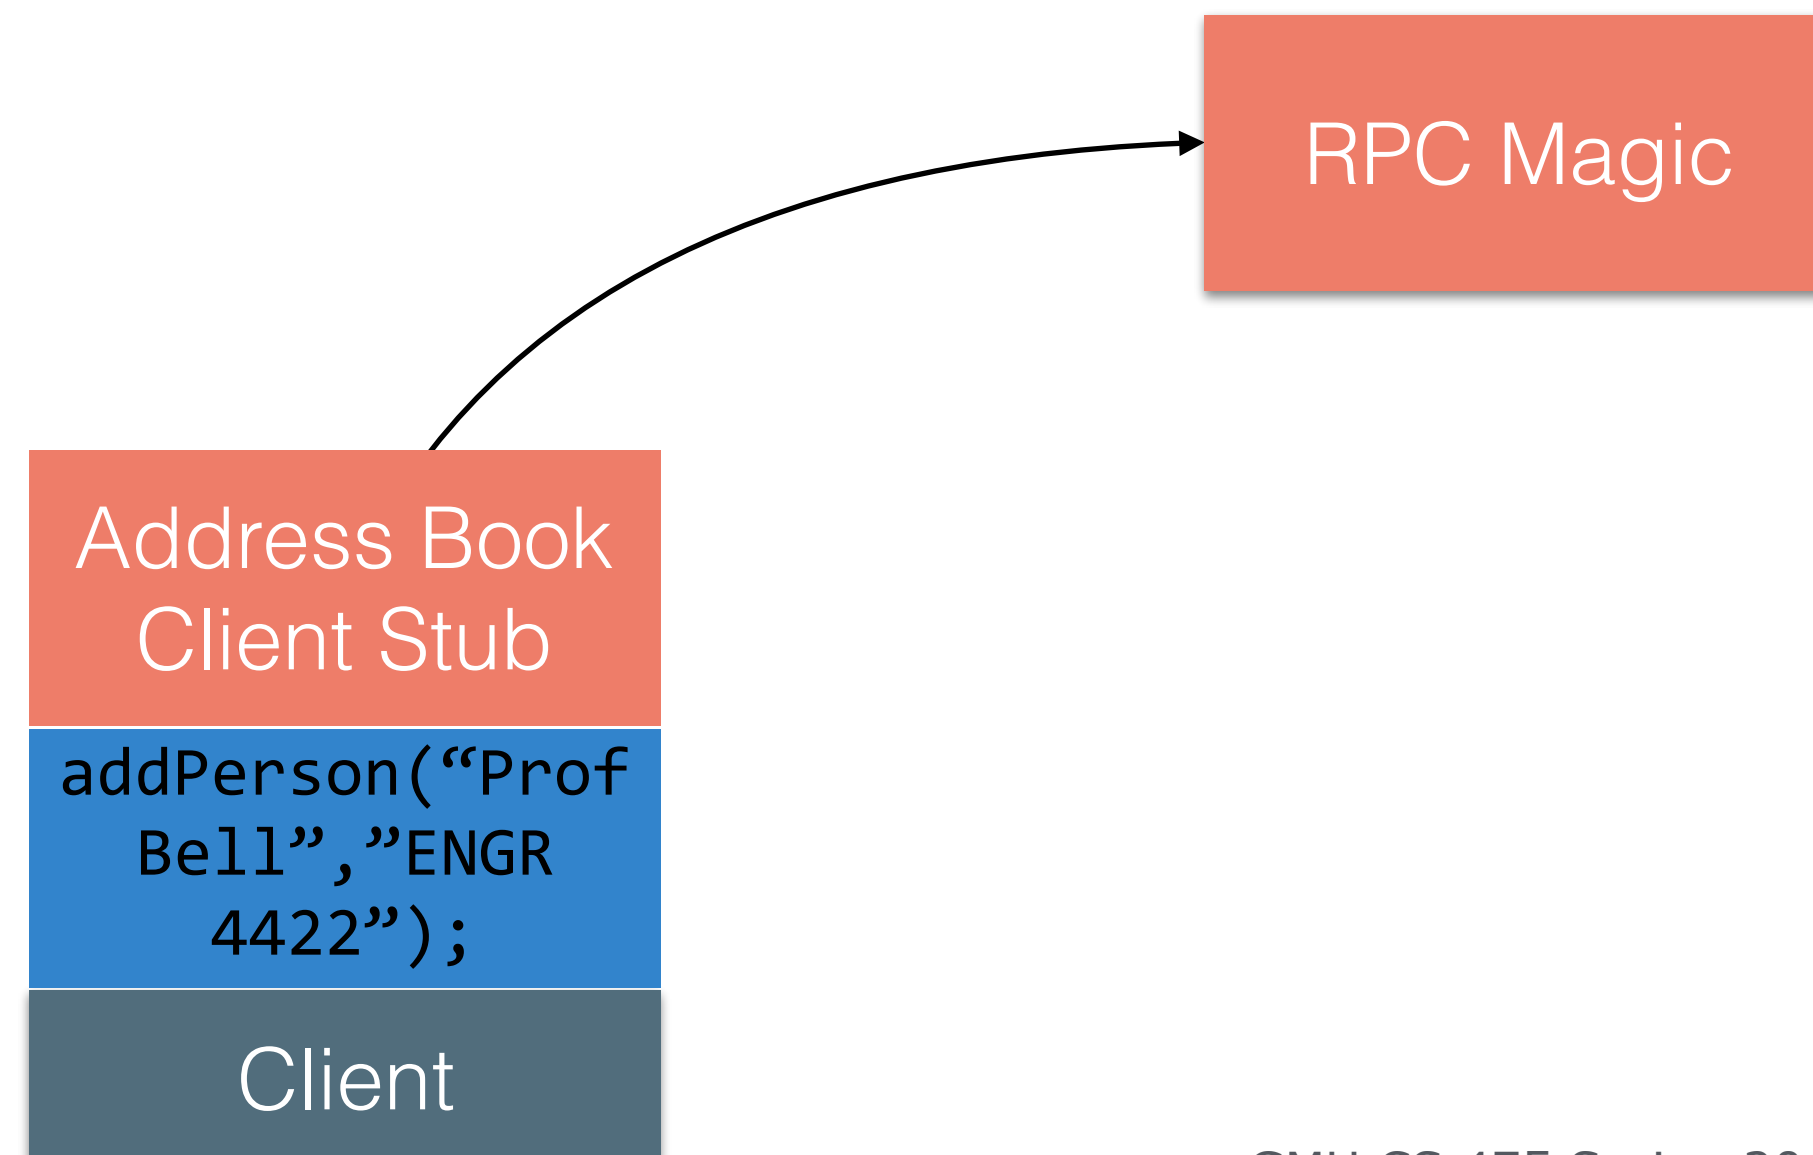 RPC Magic
Address Book
Client Stub
addPerson(“Prof
Bell”,”ENGR
4422”);
Client